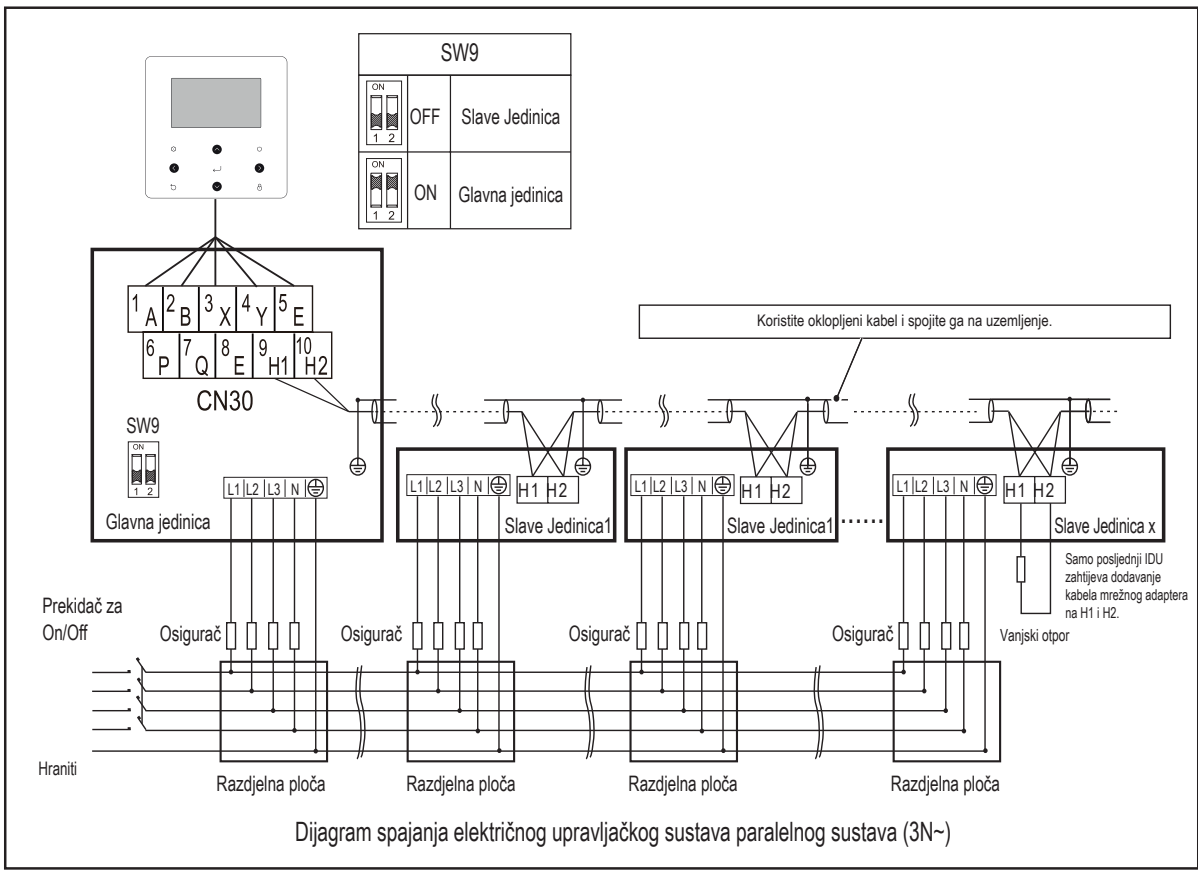 SW9
ON
1 2
OFF
Slave Jedinica
ON
1 2
ON
Glavna jedinica
1 A 2 B 3 X 4 Y 5 E
6 P 7 Q 8 E 9 H1 10 H2
CN30
Koristite oklopljeni kabel i spojite ga na uzemljenje.
SW9
ON
1 2
Glavna jedinica
L1 L2 L3 N
L1 L2 L3 N
H1 H2
Slave Jedinica1
L1 L2 L3 N
H1 H2
Slave Jedinica1
......
L1 L2 L3 N
H1 H2
Slave Jedinica x
Samo posljednji IDU
zahtijeva dodavanje
kabela mrežnog adaptera
na H1 i H2.
Vanjski otpor
Prekidač za
On/Off
Osigurač
Osigurač
Osigurač
Osigurač
Hraniti
Razdjelna ploča
Razdjelna ploča
Razdjelna ploča
Razdjelna ploča
Dijagram spajanja električnog upravljačkog sustava paralelnog sustava (3N~)